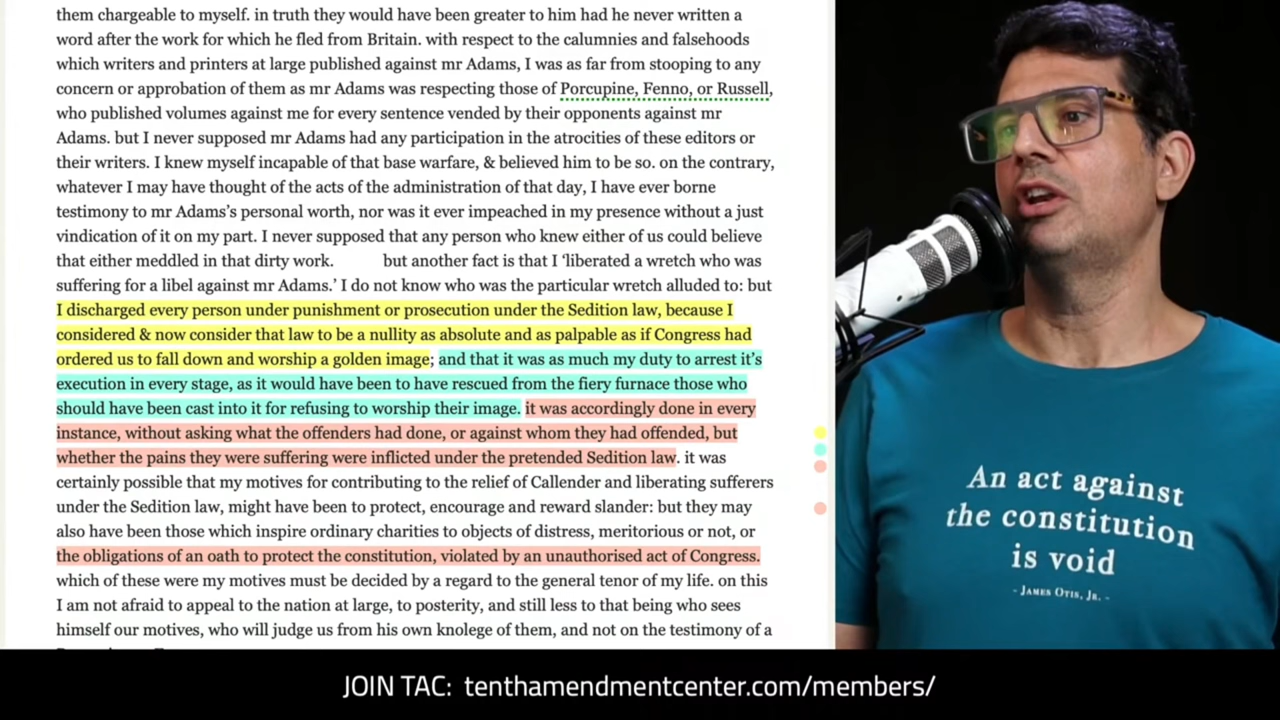 them chargeable to myself. in truth they would have been greater to him had he never written a
word after the work for which he fled from Britain. with respect to the calumnies and falsehoods
which writers and printers at large published against mr Adams, I was as far from stooping to any
concern or approbation of them as mr Adams was respecting those of Porcupine, Fenno, or Russell,
who published volumes against me for every sentence vended by their opponents against mr
Adams. but I never supposed mr Adams had any participation in the atrocities of these editors or
their writers. I knew myself incapable of that base warfare, & believed him to be so. on the contrary,
whatever I may have thought of the acts of the administration of that day, I have ever borne
testimony to mr Adams's personal worth, nor was it ever impeached in my presence without a just
vindication of it on my part. I never supposed that any person who knew either of us could believe
that either meddled in that dirty work. but another fact is that I ‘liberated a wretch who was
suffering for a libel against mr Adams.’ I do not know who was the particular wretch alluded to: but
I discharged every person under punishment or prosecution under the Sedition law, because I
considered & now consider that law to be a nullity as absolute and as palpable as if Congress had
ordered us to fall down and worship a golden image; and that it was as much my duty to arrest it’s
execution in every stage, as it would have been to have rescued from the fiery furnace those who
should have been cast into it for refusing to worship their image. it was accordingly done in every
instance, without asking what the offenders had done, or against whom they had offended, but
whether the pains they were suffering were inflicted under the pretended Sedition law. it was
certainly possible that my motives for contributing to the relief of Callender and liberating sufferers
under the Sedition law, might have been to protect, encourage and reward slander: but they may
also have been those which inspire ordinary charities to objects of distress, meritorious or not, or
the obligations of an oath to protect the constitution, violated by an unauthorised act of Congress.
which of these were my motives must be decided by a regard to the general tenor of my life. on this
I am not afraid to appeal to the nation at large, to posterity, and still less to that being who sees
himself our motives, who will judge us from his own knolege of them, and not on the testimony of a
An act against
the constitution
is void
- James Otis, Jr. -
JOIN TAC: tenthamendmentcenter.com/members/